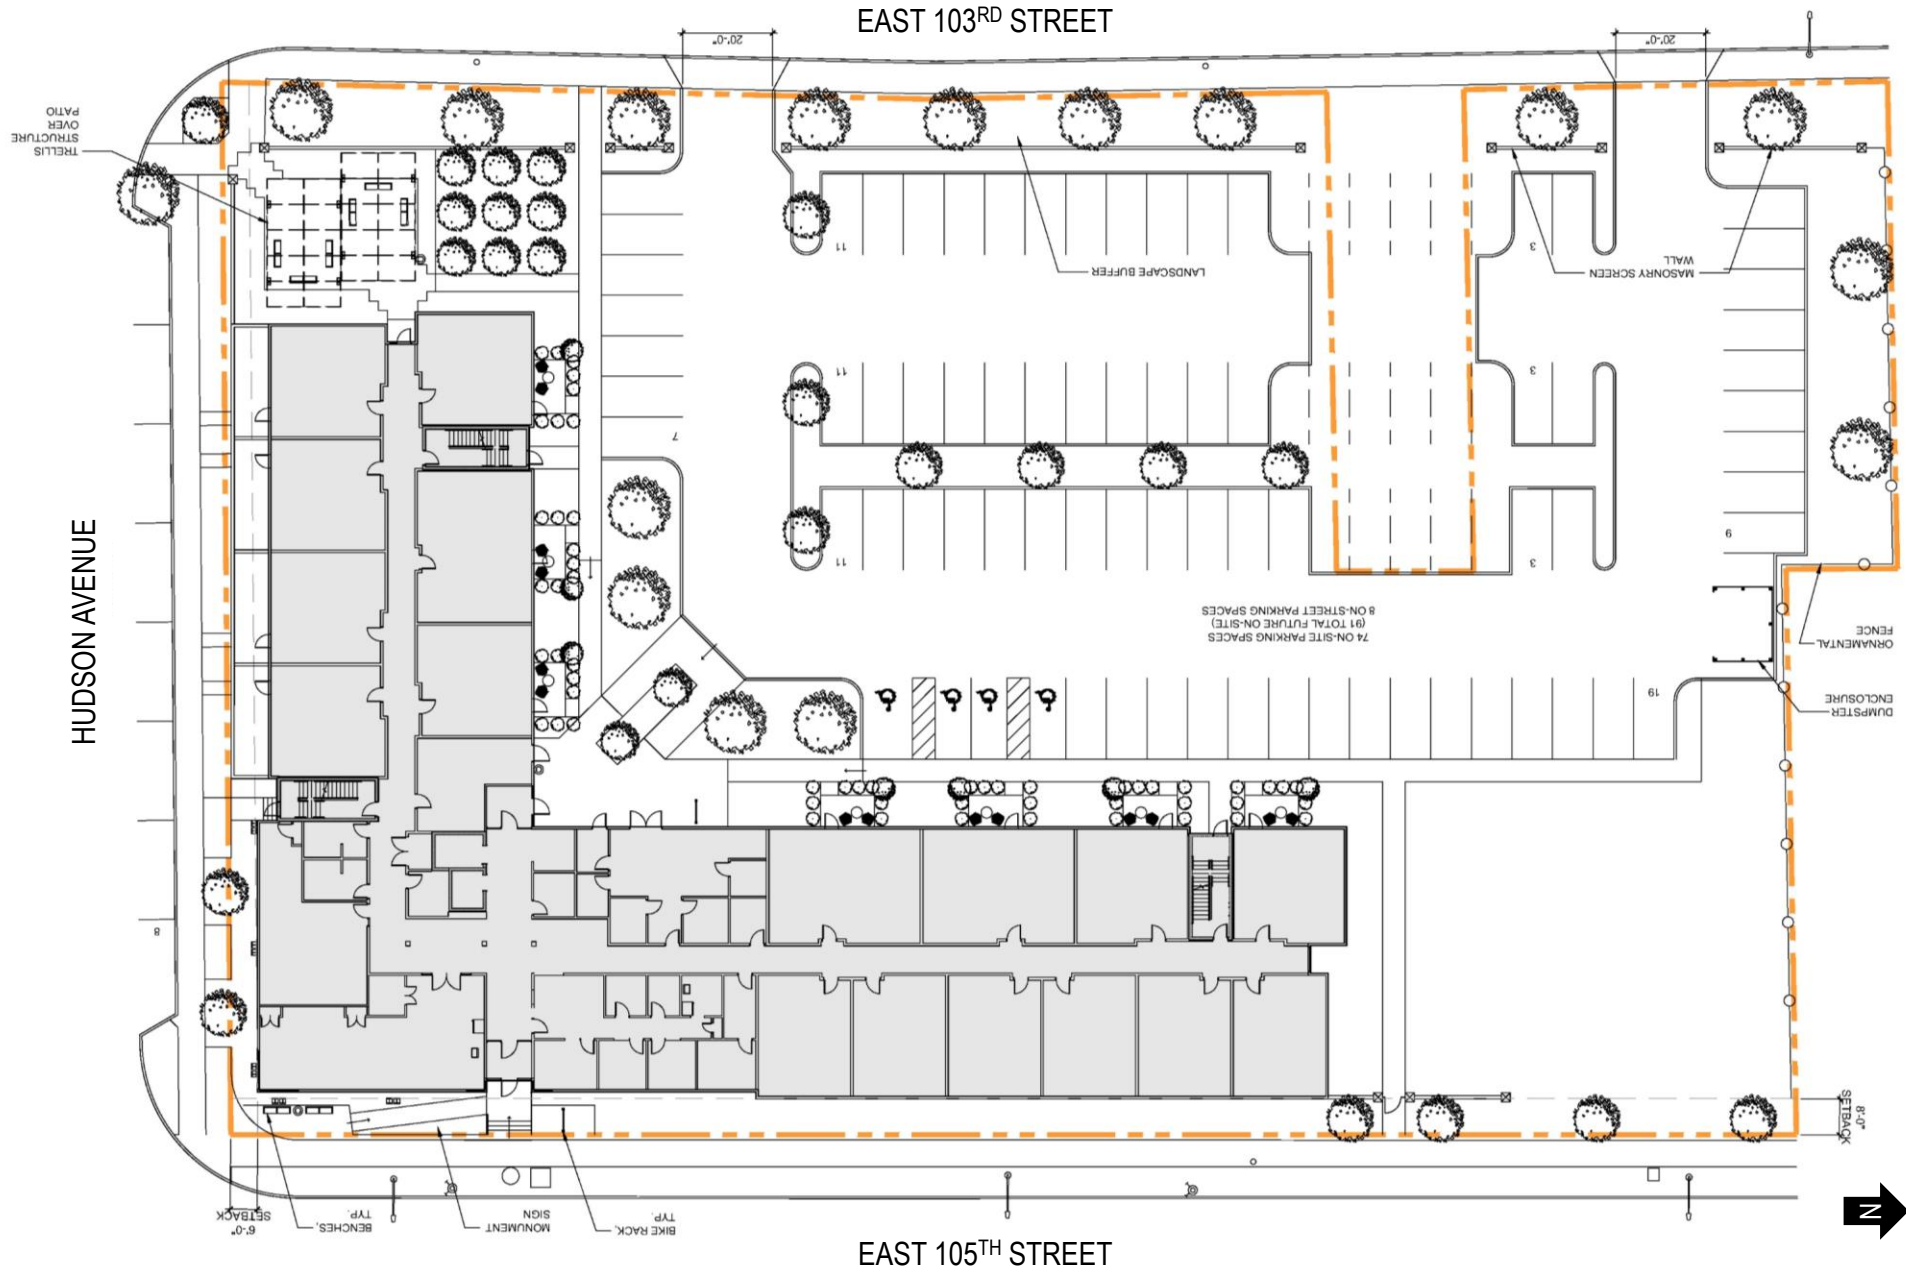 EAST 103RD STREET
20'-0"
20'-0"
TRELLIS
STRUCTURE
OVER
PATIO
11
LANDSCAPE BUFFER
3
MASONRY SCREEN
WALL
11
3
7
11
3
9
HUDSON AVENUE
74 ON-SITE PARKING SPACES
(91 TOTAL FUTURE ON-SITE)
8 ON-STREET PARKING SPACES
ORNAMENTAL
FENCE
19
DUMPSTER
ENCLOSURE
8
8'-0"
SETBACK
6'-0"
SETBACK
BENCHES,
TYP.
MONUMENT
SIGN
BIKE RACK,
TYP.
N
EAST 105TH STREET